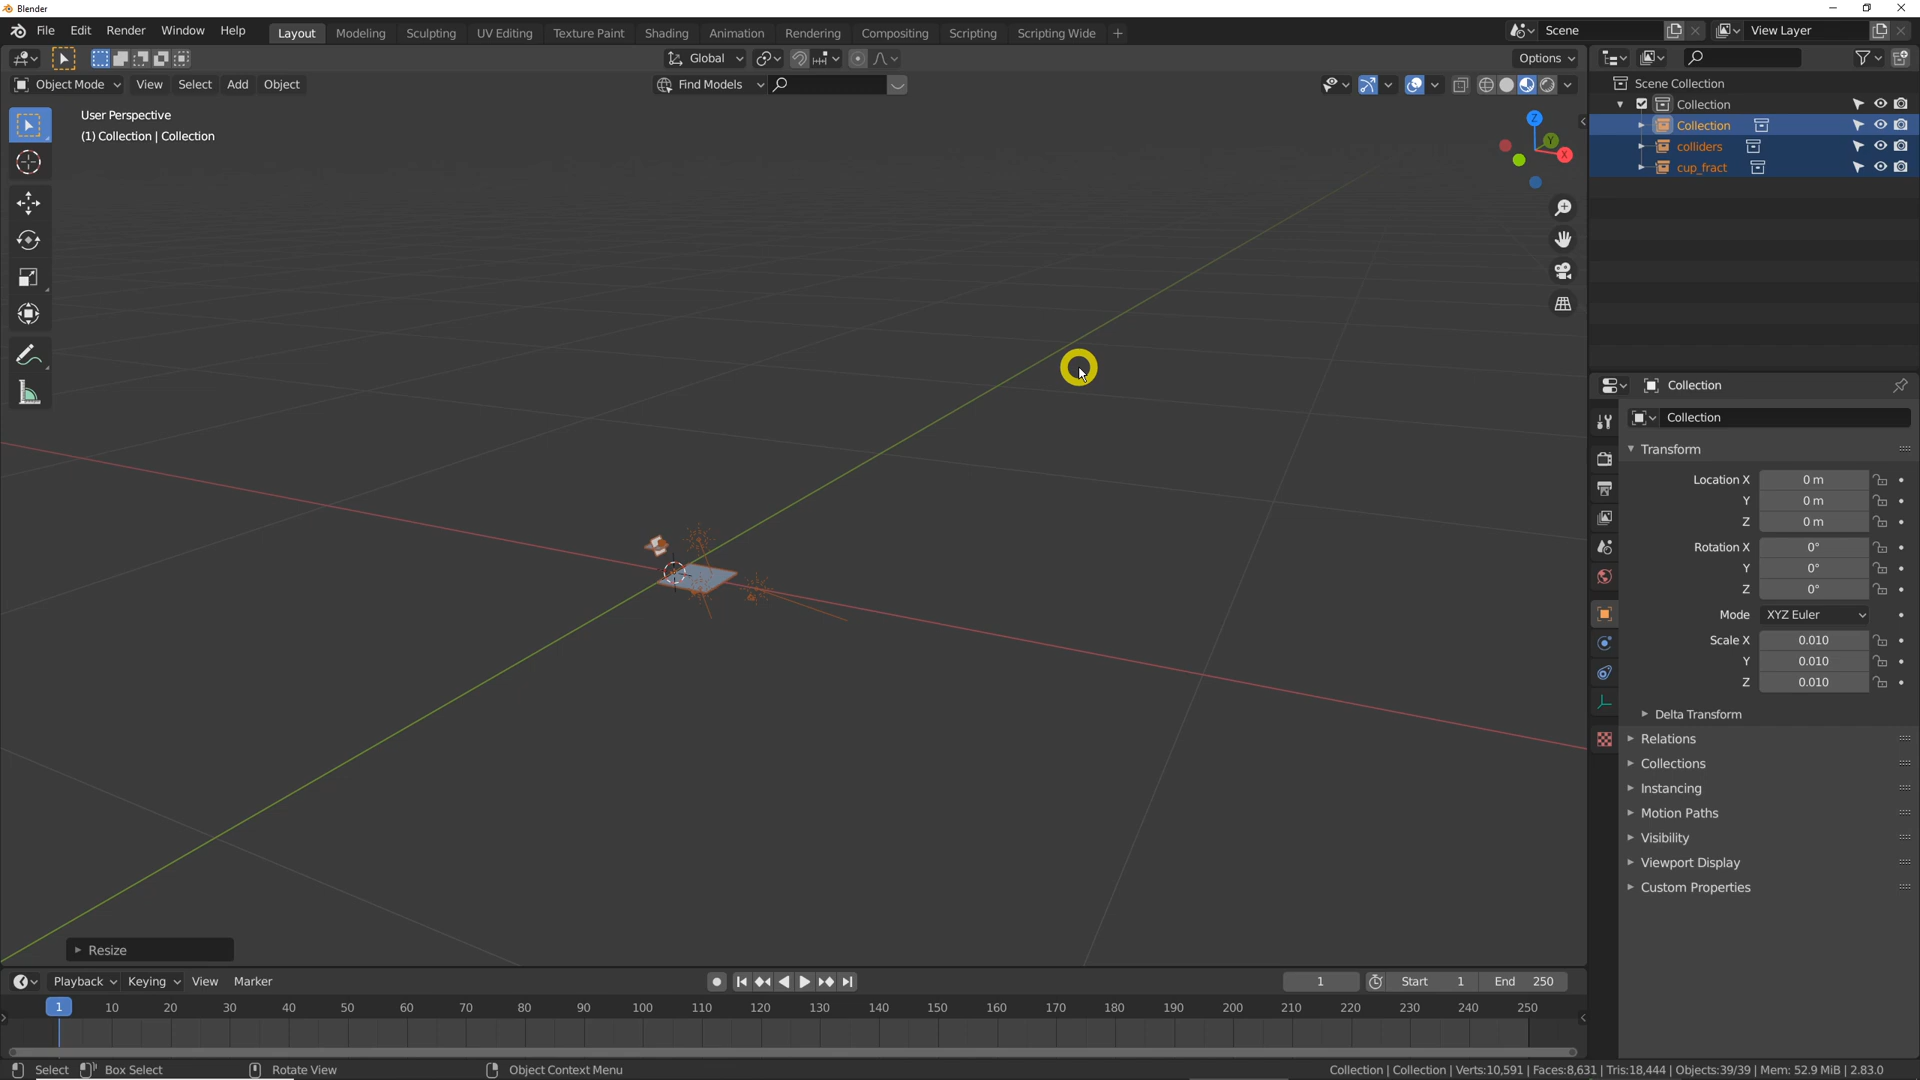 Blender
File Edit Render Window Help Layout Modeling Sculpting UV Editing Texture Paint Shading Animation Compositing Rendering Scripting Scripting Wide + Scene View Layer
Global Options
Object Mode View Select Add Object Find Models
User Perspective
(1) Collection | Collection
Z
Y
X
Scene Collection
Collection
Collection
colliders
cup_fract
Collection
Collection
Transform
Location X 0 m
Y 0 m
Z 0 m
Rotation X 0°
Y 0°
Z 0°
Mode XYZ Euler
Scale X 0.010
Y 0.010
Z 0.010
Delta Transform
Relations
Collections
Instancing
Motion Paths
Visibility
Viewport Display
Custom Properties
Resize
Playback Keying View Marker 1 Start 1 End 250
1 10 20 30 40 50 60 70 80 90 100 110 120 130 140 150 160 170 180 190 200 210 220 230 240 250
Select Box Select Rotate View Object Context Menu Collection | Collection | Verts:10,591 | Faces:8,631 | Tris:18,444 | Objects:39/39 | Mem: 52.9 MiB | 2.83.0